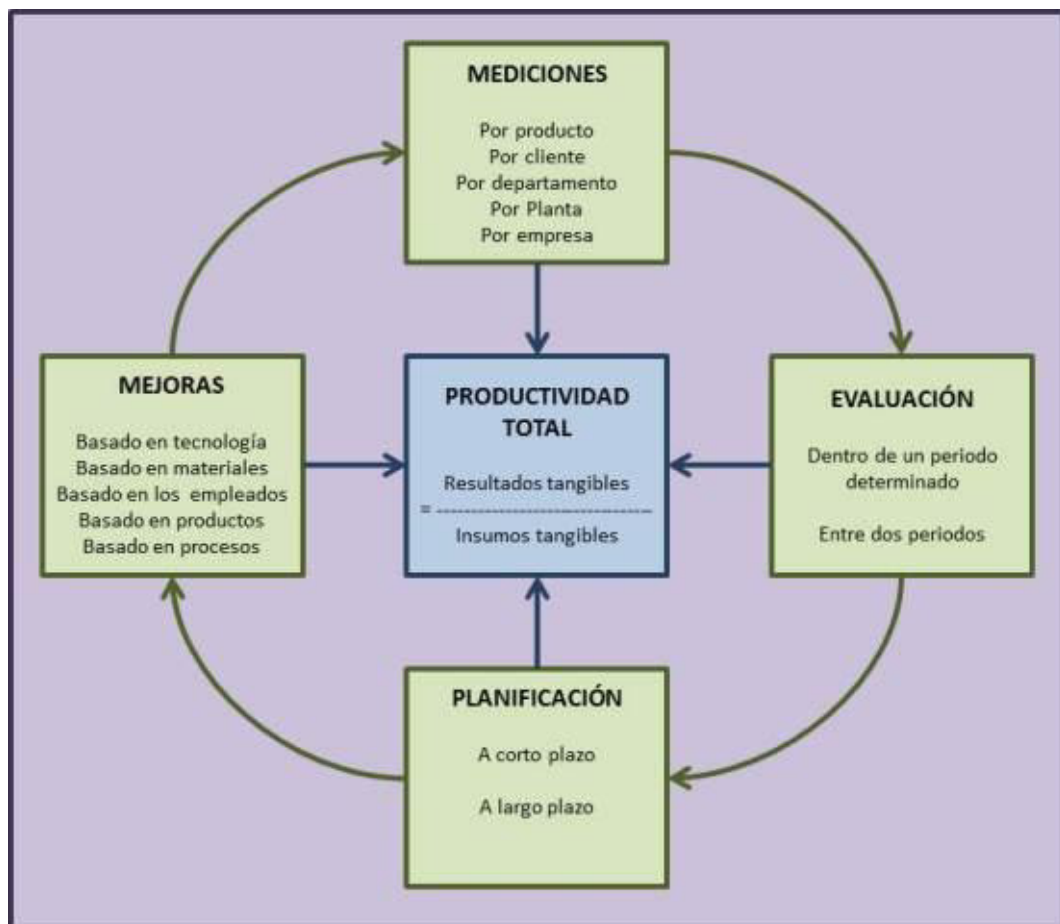 MEDICIONES
Por producto
Por cliente
Por departamento
Por Planta
Por empresa
MEJORAS
Basado en tecnología
Basado en materiales
Basado en los empleados
Basado en productos
Basado en procesos
PRODUCTIVIDAD
TOTAL
Resultados tangibles
= --------------------------------
Insumos tangibles
EVALUACIÓN
Dentro de un periodo
determinado
Entre dos periodos
PLANIFICACIÓN
A corto plazo
A largo plazo